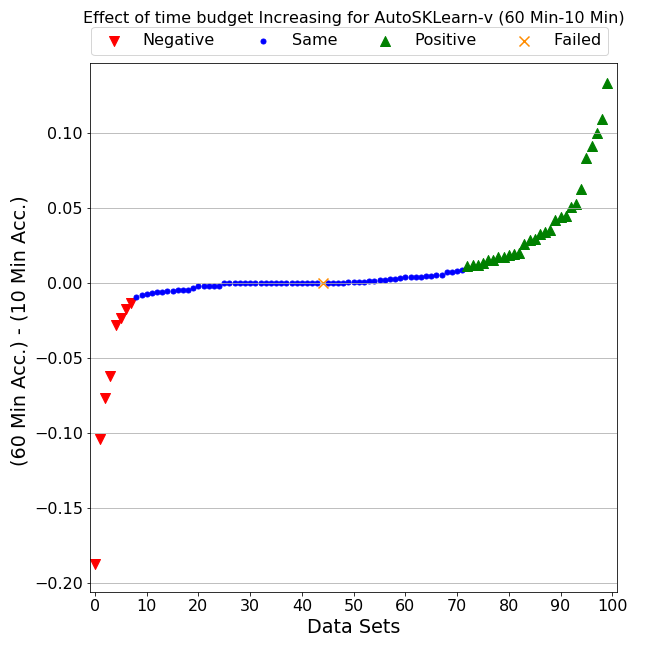 Effect of time budget Increasing for AutoSKLearn-v (60 Min-10 Min)
Negative Same Positive Failed
(60 Min Acc.) - (10 Min Acc.)
0.10
0.05
0.00
−0.05
−0.10
−0.15
−0.20
0 10 20 30 40 50 60 70 80 90 100
Data Sets